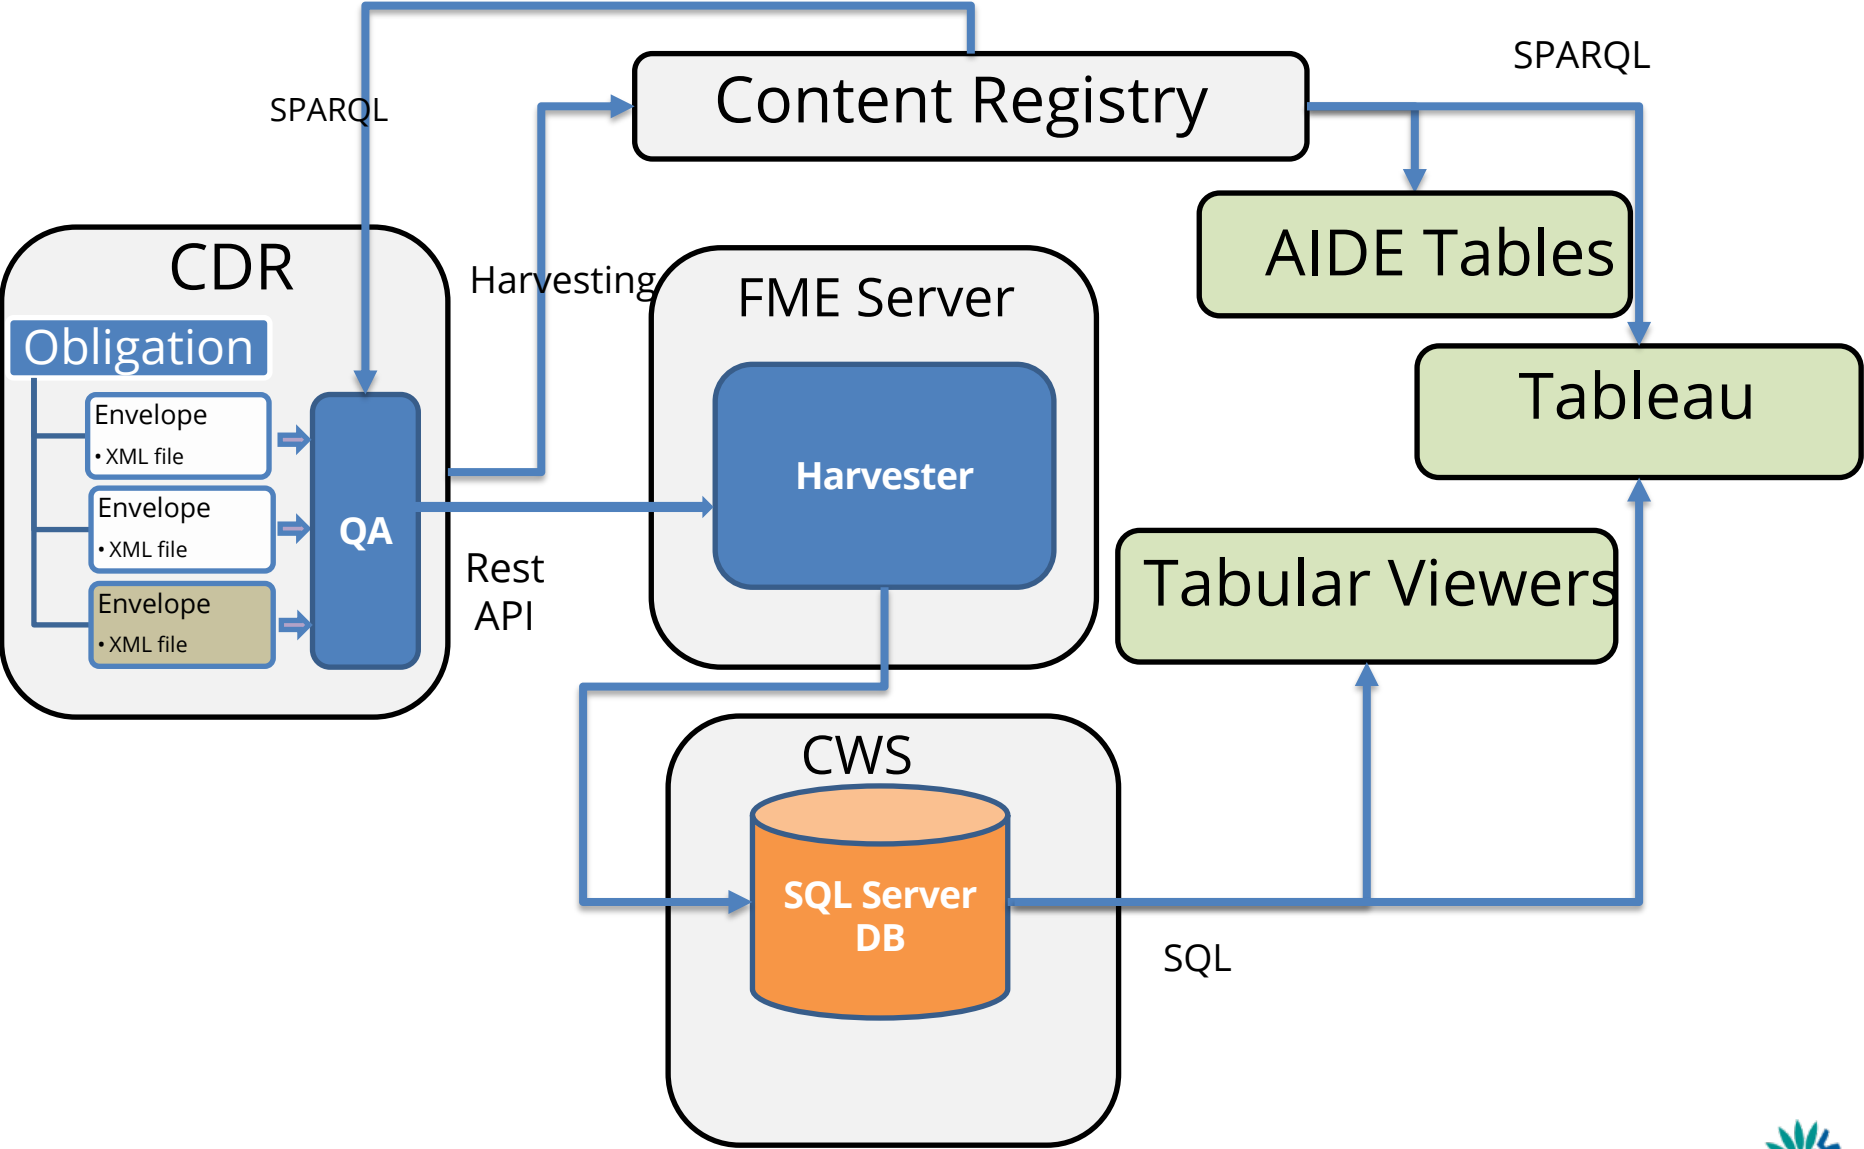 SPARQL
Content Registry
SPARQL
AIDE Tables
CDR
Harvesting
FME Server
Obligation
Tableau
Envelope
• XML file
Harvester
Envelope
• XML file
QA
Rest
API
Tabular Viewers
Envelope
• XML file
CWS
SQL Server
DB
SQL